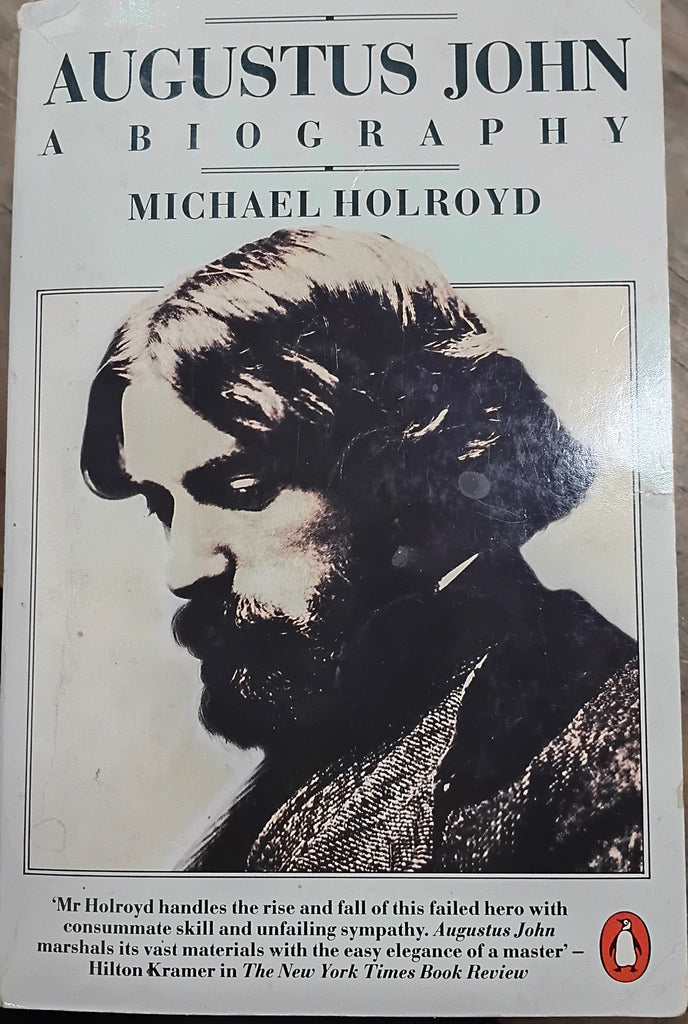 AUGUSTUS JOHN
A BIOGRAPHY
MICHAEL HOLROYD
‘Mr Holroyd handles the rise and fall of this failed hero with
consummate skill and unfailing sympathy. Augustus John
marshals its vast materials with the easy elegance of a master’ –
Hilton Kramer in The New York Times Book Review